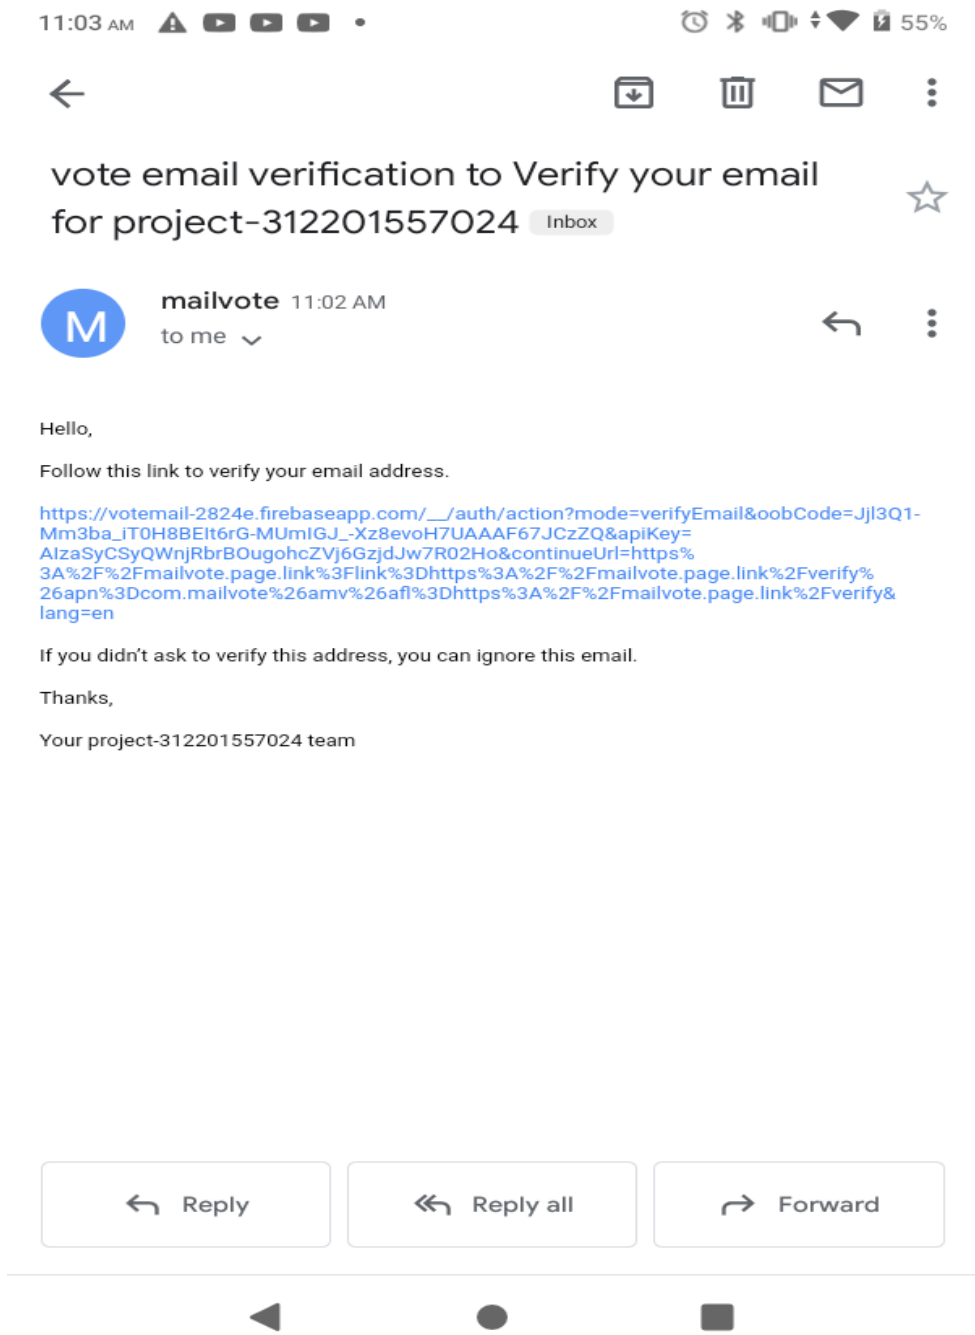 11:03 AM
55%
vote email verification to Verify your email
for project-312201557024 Inbox
M
mailvote 11:02 AM
to me
Hello,
Follow this link to verify your email address.
https://votemail-2824e.firebaseapp.com/__/auth/action?mode=verifyEmail&oobCode=Jjl3Q1-
Mm3ba_iT0H8BEIt6rG-MUmIGJ_-Xz8evoH7UAAAF67JCzZQ&apiKey=
AIzaSyCSyQWnjRbrBOugohcZVj6GzjdJw7R02Ho&continueUrl=https%
3A%2F%2Fmailvote.page.link%3Flink%3Dhttps%3A%2F%2Fmailvote.page.link%2Fverify%
26apn%3Dcom.mailvote%26amv%26afl%3Dhttps%3A%2F%2Fmailvote.page.link%2Fverify&
lang=en
If you didn't ask to verify this address, you can ignore this email.
Thanks,
Your project-312201557024 team
Reply
Reply all
Forward